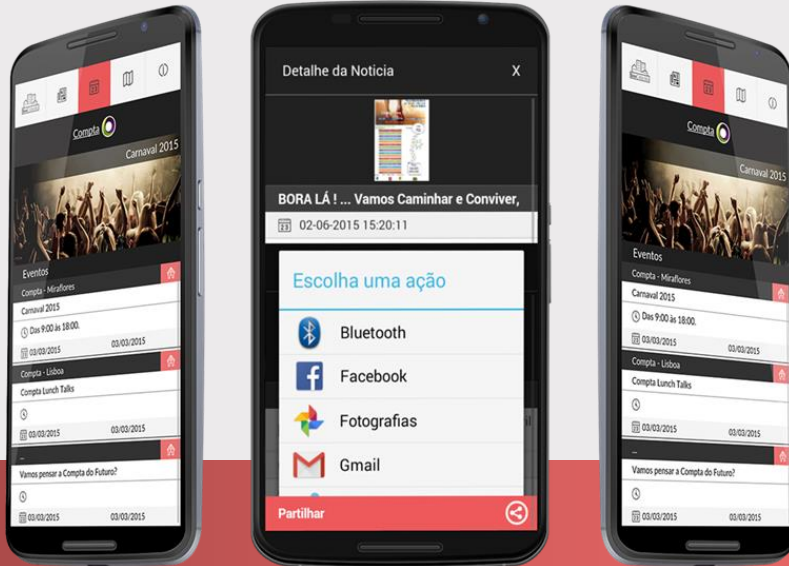 Compta
Carnaval 2015
Eventos
Compta - Miraflores
Carnaval 2015
Das 9:00 às 18:00.
03/03/2015 03/03/2015
Compta - Lisboa
Compta Lunch Talks
03/03/2015 03/03/2015
...
Vamos pensar a Compta do Futuro?
03/03/2015 03/03/2015
Detalhe da Noticia X
BORA LÁ ! ... Vamos Caminhar e Conviver,
23 02-06-2015 15:20:11
Escolha uma ação
Bluetooth
Facebook
Fotografias
Gmail
Partilhar
Compta
Carnaval 2015
Eventos
Compta - Miraflores
Carnaval 2015
Das 9:00 às 18:00.
03/03/2015 03/03/2015
Compta - Lisboa
Compta Lunch Talks
03/03/2015 03/03/2015
...
Vamos pensar a Compta do Futuro?
03/03/2015 03/03/2015